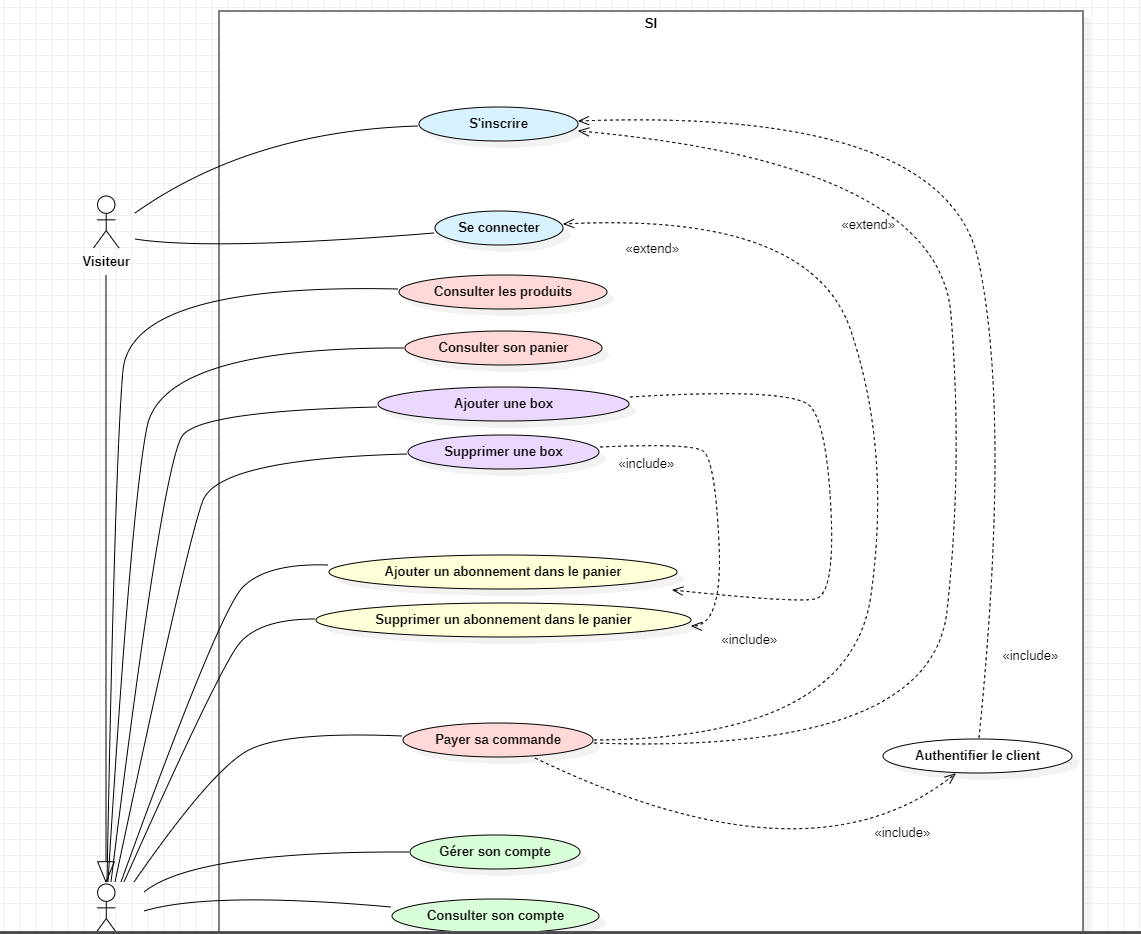 SI
S'inscrire
«extend»
Se connecter
«extend»
Visiteur
Consulter les produits
Consulter son panier
Ajouter une box
Supprimer une box
«include»
Ajouter un abonnement dans le panier
Supprimer un abonnement dans le panier
«include»
«include»
Payer sa commande
Authentifier le client
«include»
Gérer son compte
Consulter son compte